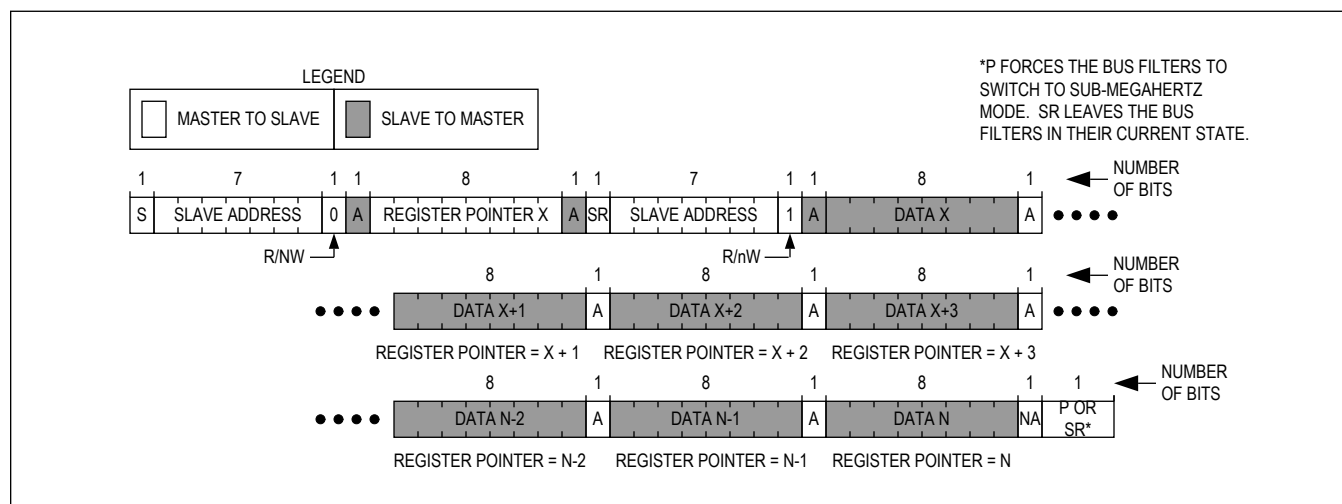 LEGEND
MASTER TO SLAVE SLAVE TO MASTER
*P FORCES THE BUS FILTERS TO
SWITCH TO SUB-MEGAHERTZ
MODE. SR LEAVES THE BUS
FILTERS IN THEIR CURRENT STATE.
1 7 1 1 8 1 1 7 1 1 8 1 NUMBER
OF BITS
S SLAVE ADDRESS 0 A REGISTER POINTER X A SR SLAVE ADDRESS 1 A DATA X A
R/NW R/nW
8 1 8 1 8 1 NUMBER
OF BITS
DATA X+1 A DATA X+2 A DATA X+3 A
REGISTER POINTER = X + 1 REGISTER POINTER = X + 2 REGISTER POINTER = X + 3
8 1 8 1 8 1 1 NUMBER
OF BITS
DATA N-2 A DATA N-1 A DATA N NA P OR
SR*
REGISTER POINTER = N-2 REGISTER POINTER = N-1 REGISTER POINTER = N